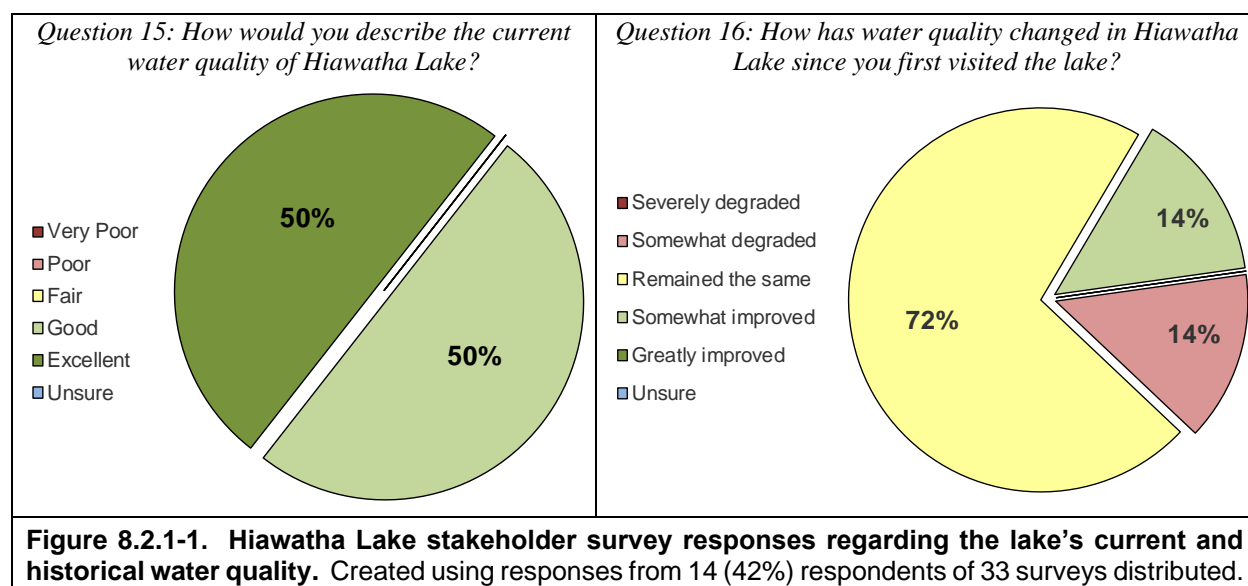 Question 15: How would you describe the current
water quality of Hiawatha Lake?
50%
50%
Very Poor
Poor
Fair
Good
Excellent
Unsure
Question 16: How has water quality changed in Hiawatha
Lake since you first visited the lake?
Severely degraded
Somewhat degraded
Remained the same
Somewhat improved
Greatly improved
Unsure
14%
72%
14%
Figure 8.2.1-1. Hiawatha Lake stakeholder survey responses regarding the lake's current and
historical water quality. Created using responses from 14 (42%) respondents of 33 surveys distributed.